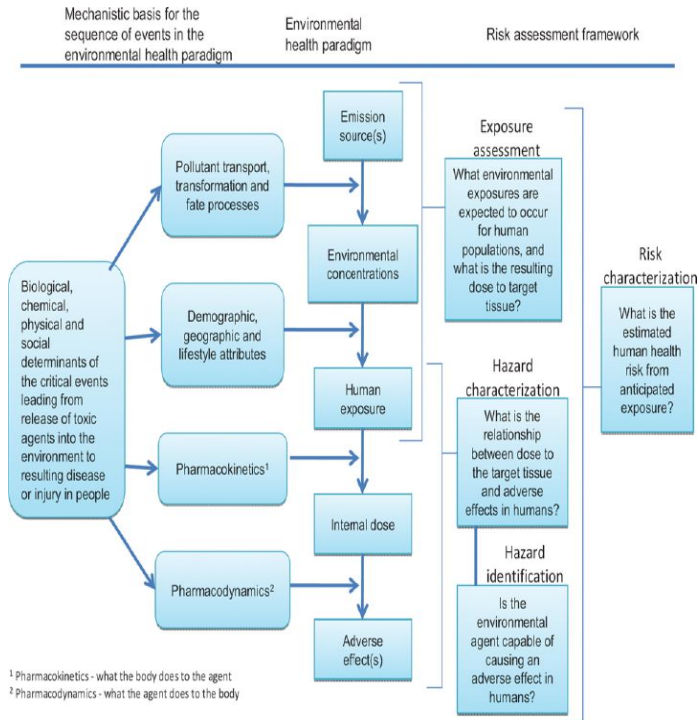 Mechanistic basis for the
sequence of events in the
environmental health paradigm
Environmental
health paradigm
Risk assessment framework
Biological,
chemical,
physical and
social
determinants of
the critical events
leading from
release of toxic
agents into the
environment to
resulting disease
or injury in people
Pollutant transport,
transformation and
fate processes
Demographic,
geographic and
lifestyle attributes
Pharmacokinetics¹
Pharmacodynamics²
Emission
source(s)
Environmental
concentrations
Human
exposure
Internal dose
Adverse
effect(s)
Exposure
assessment
What environmental
exposures are
expected to occur
for human
populations, and
what is the resulting
dose to target
tissue?
Hazard
characterization
What is the
relationship
between dose to
the target tissue
and adverse
effects in humans?
Hazard
identification
Is the
environmental
agent capable of
causing an
adverse effect in
humans?
Risk
characterization
What is the
estimated
human health
risk from
anticipated
exposure?
¹ Pharmacokinetics - what the body does to the agent
² Pharmacodynamics - what the agent does to the body